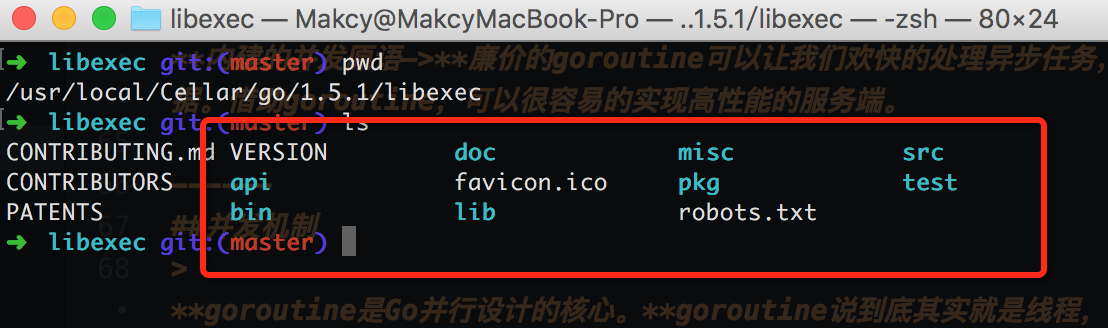 libexec — Makcy@MakcyMacBook-Pro — ..1.5.1/libexec — -zsh — 80×24
➜ libexec git:(master) pwd
/usr/local/Cellar/go/1.5.1/libexec
➜ libexec git:(master) ls
CONTRIBUTING.md VERSION doc misc src
CONTRIBUTORS api favicon.ico pkg test
PATENTS bin lib robots.txt
➜ libexec git:(master)
**内建的并发原语—>**廉价的goroutine可以让我们欢快的处理异步任务，
借助goroutine，可以很容易的实现高性能的服务端。
67 ##并发机制
68 >
**goroutine是Go并行设计的核心。**goroutine说到底其实就是线程，